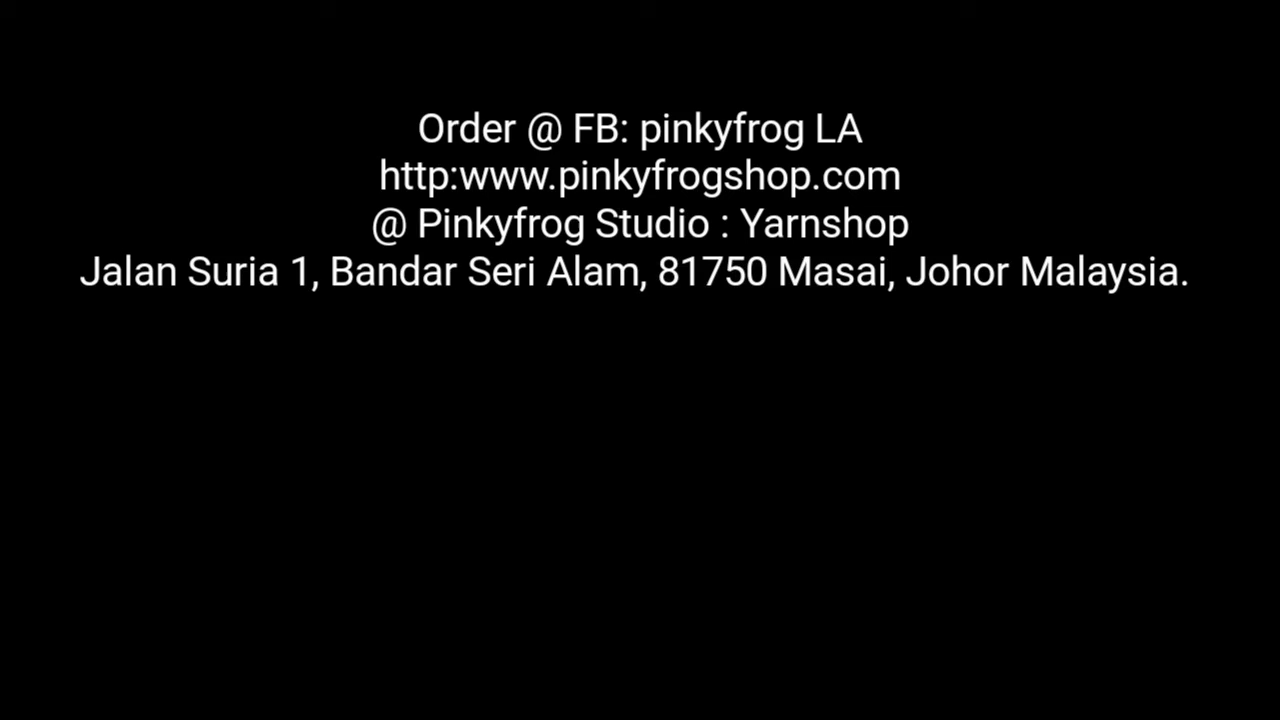 Order @ FB: pinkyfrog LA
http:www.pinkyfrogshop.com
@ Pinkyfrog Studio : Yarnshop
Jalan Suria 1, Bandar Seri Alam, 81750 Masai, Johor Malaysia.